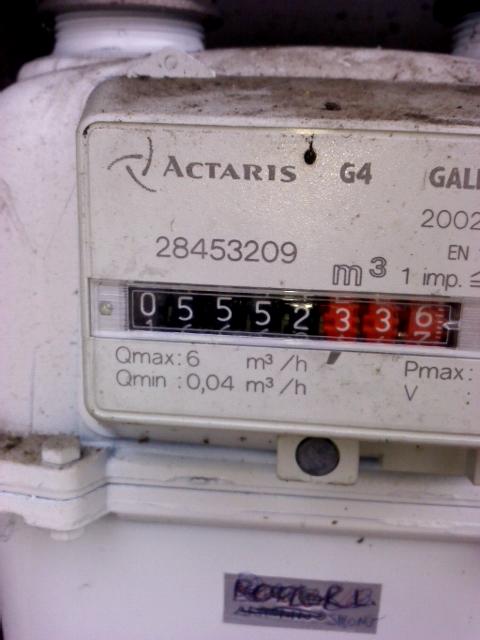 ACTARIS G4 GALL
2002
28453209 EN
m³ 1 imp. ≙
05552336
Qmax: 6 m³/h Pmax:
Qmin : 0,04 m³/h V :